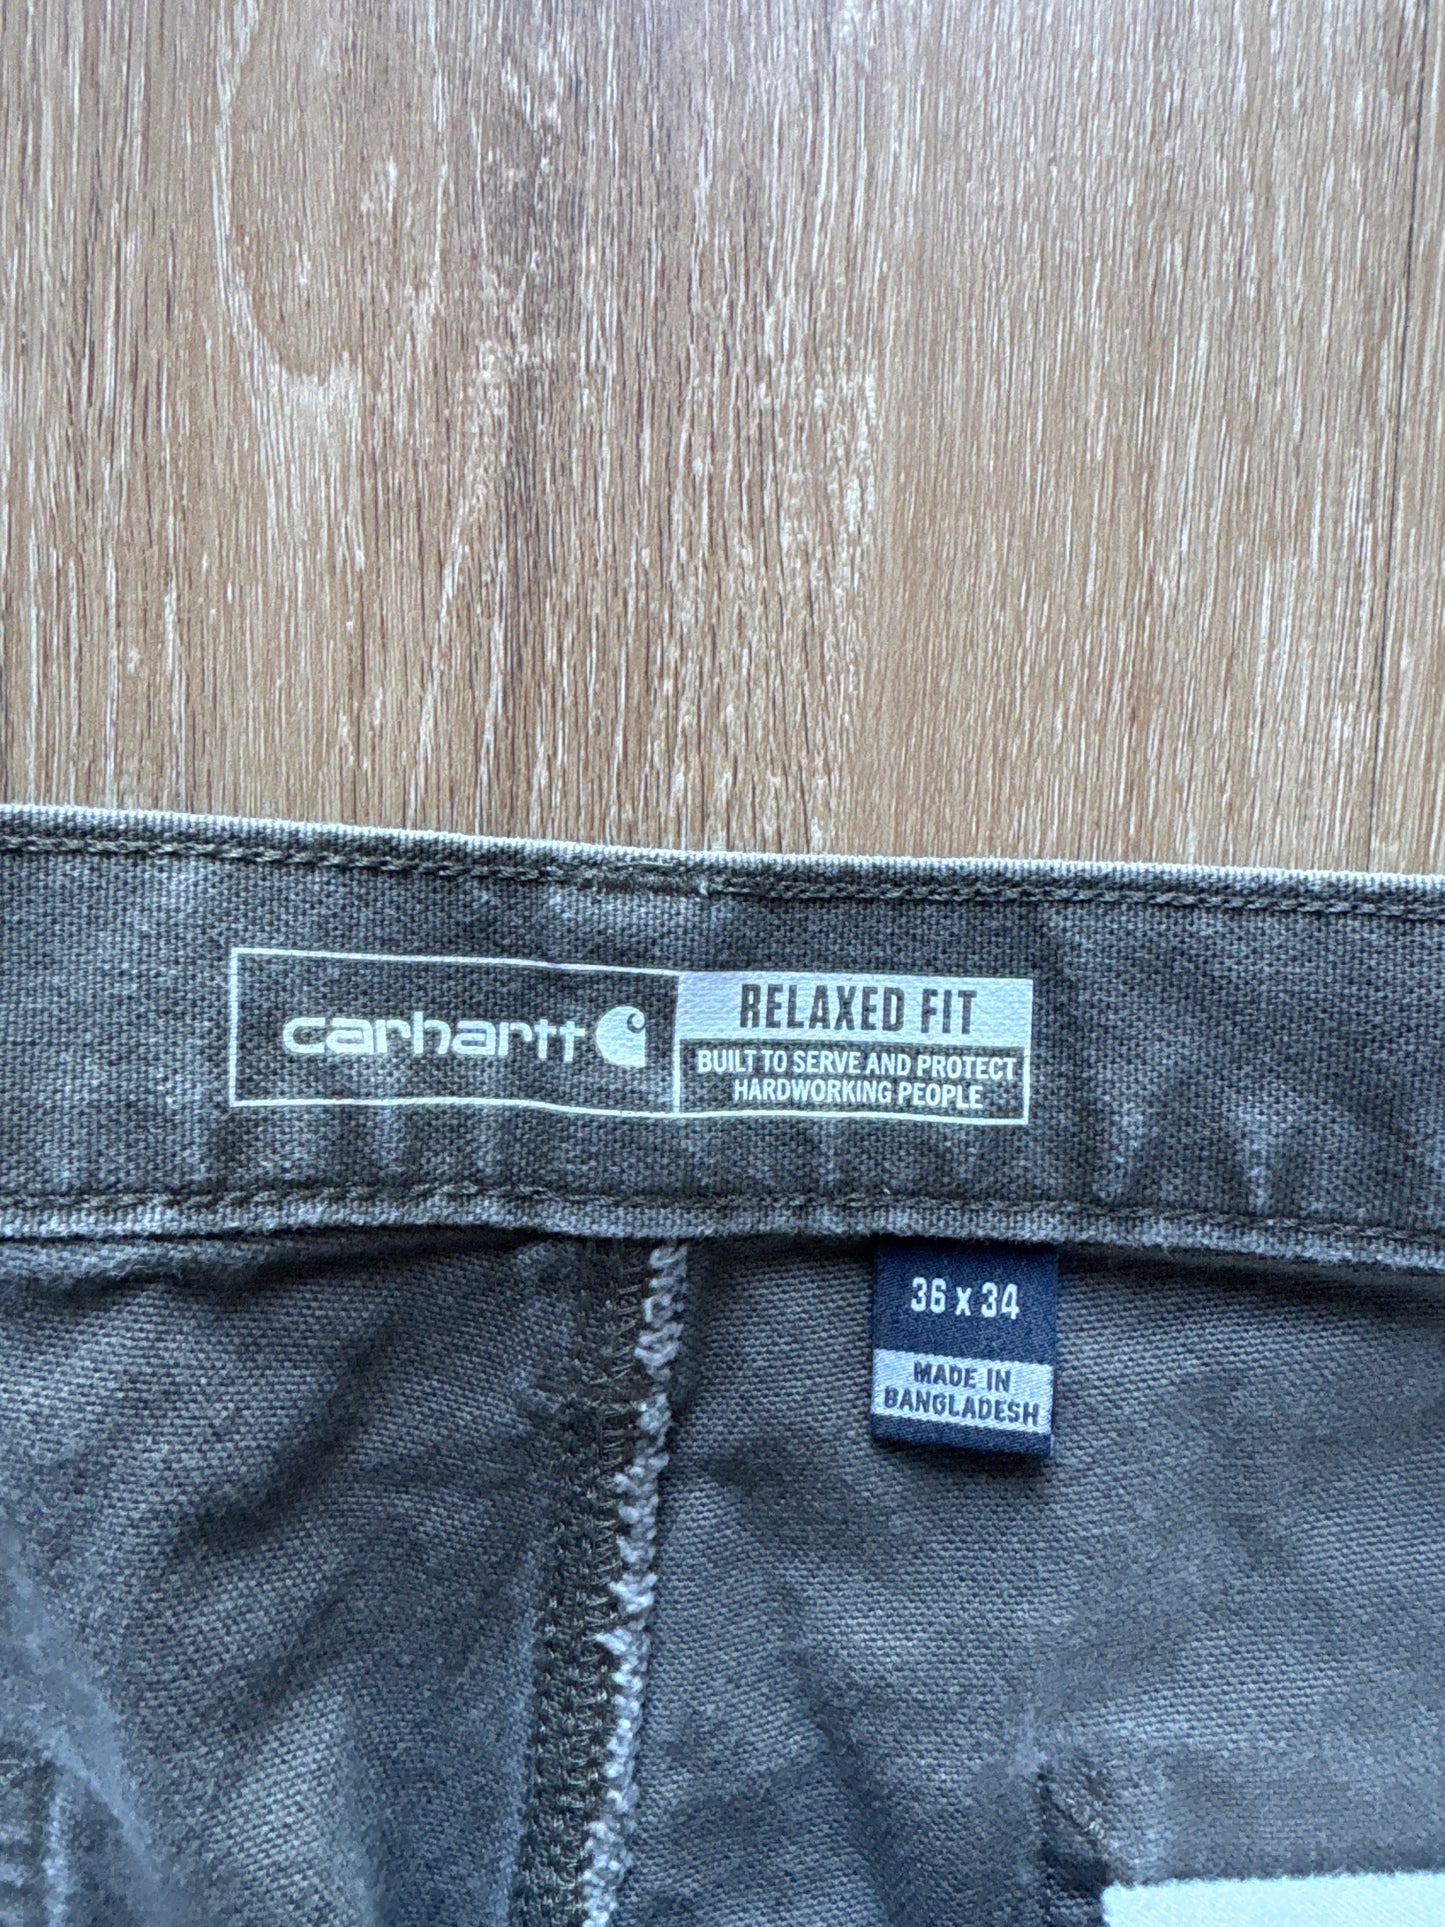 carhartt
RELAXED FIT
BUILT TO SERVE AND PROTECT
HARDWORKING PEOPLE
36 x 34
MADE IN
BANGLADESH